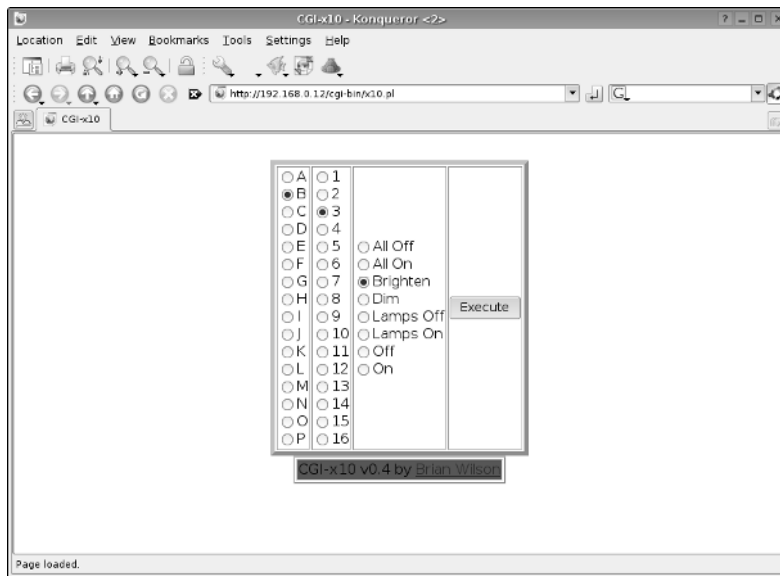 CGI-x10 - Konqueror <2>
Location Edit View Bookmarks Tools Settings Help
http://192.168.0.12/cgi-bin/x10.pl
G
CGI-x10
A
B
C
D
E
F
G
H
I
J
K
L
M
N
O
P
1
2
3
4
5
6
7
8
9
10
11
12
13
14
15
16
All Off
All On
Brighten
Dim
Lamps Off
Lamps On
Off
On
Execute
CGI-x10 v0.4 by Brian Wilson
Page loaded.